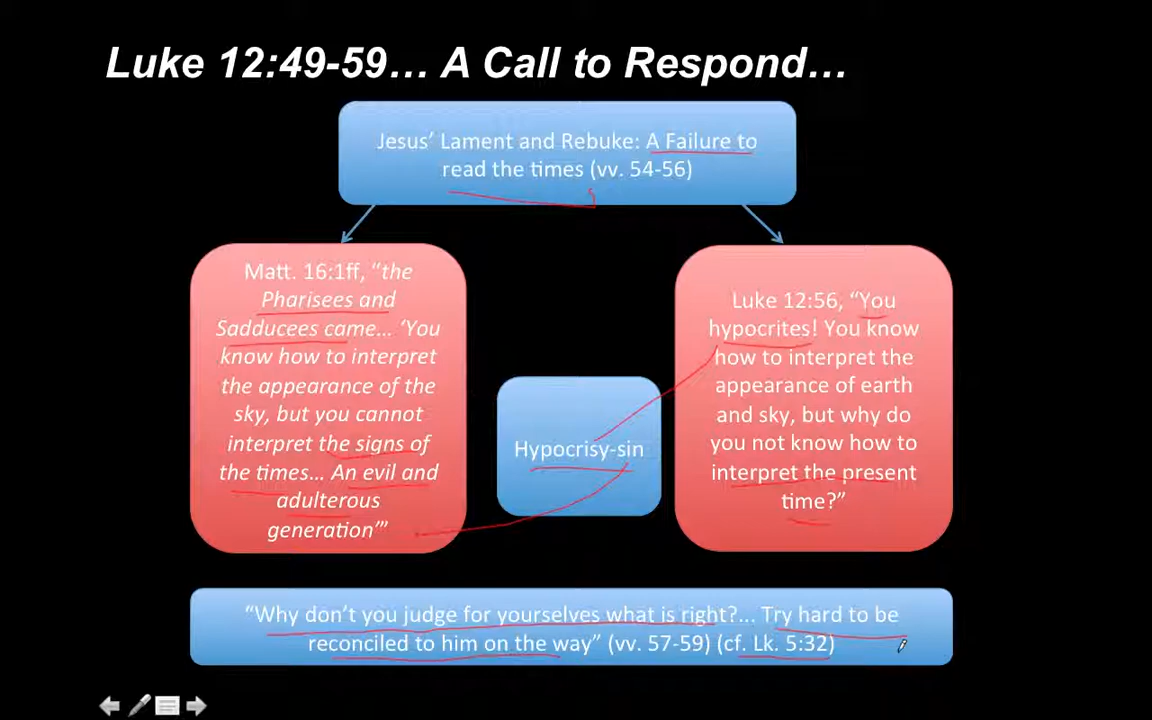 Luke 12:49-59… A Call to Respond…
Jesus’ Lament and Rebuke: A Failure to
read the times (vv. 54-56)
Matt. 16:1ff, “the
Pharisees and
Sadducees came… ‘You
know how to interpret
the appearance of the
sky, but you cannot
interpret the signs of
the times… An evil and
adulterous
generation’”
Hypocrisy-sin
Luke 12:56, “You
hypocrites! You know
how to interpret the
appearance of earth
and sky, but why do
you not know how to
interpret the present
time?”
“Why don’t you judge for yourselves what is right?... Try hard to be
reconciled to him on the way” (vv. 57-59) (cf. Lk. 5:32)